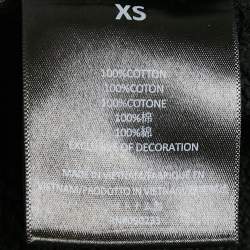 XS
100%COTTON
100%COTON
100%COTONE
100%棉
100%綿
EXCLUSIVE OF DECORATION
MADE IN VIETNAM/FABRIQUÉ EN
VIETNAM/PRODOTTO IN VIETNAM/